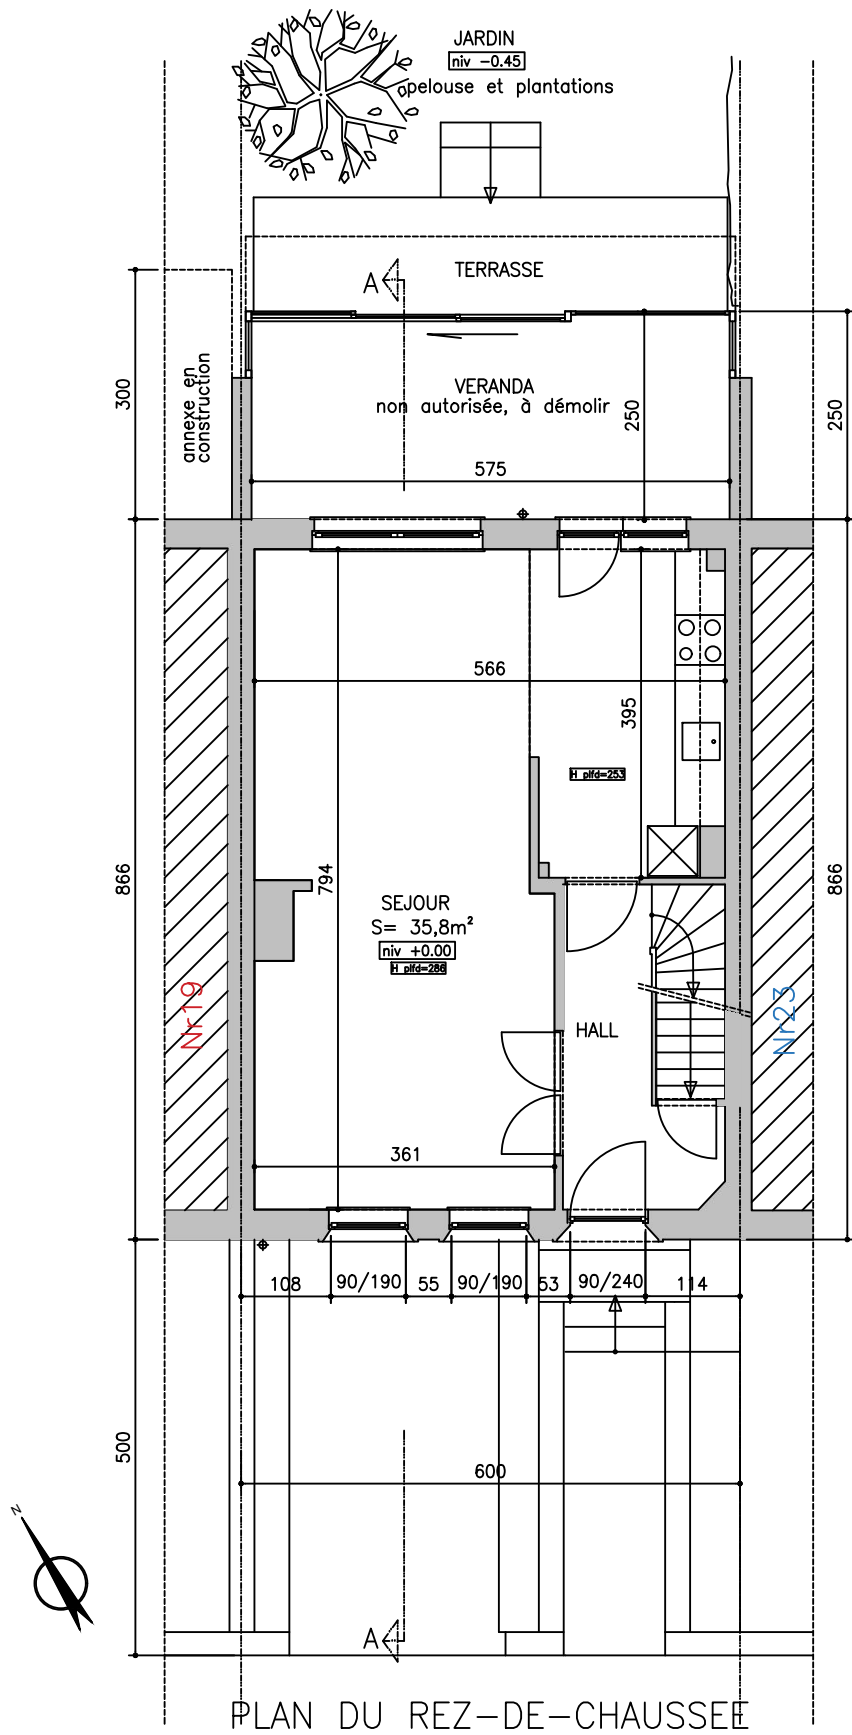 JARDIN
niv -0.45
pelouse et plantations
A
TERRASSE
300
annexe en
construction
VERANDA
non autorisée, à démolir
250
250
575
566
395
H plfd=253
866
794
866
SEJOUR
S= 35,8m²
niv +0.00
H plfd=286
Nr19
HALL
Nr23
361
108
90/190
55
90/190
53
90/240
114
500
600
N
A
PLAN DU REZ-DE-CHAUSSEE